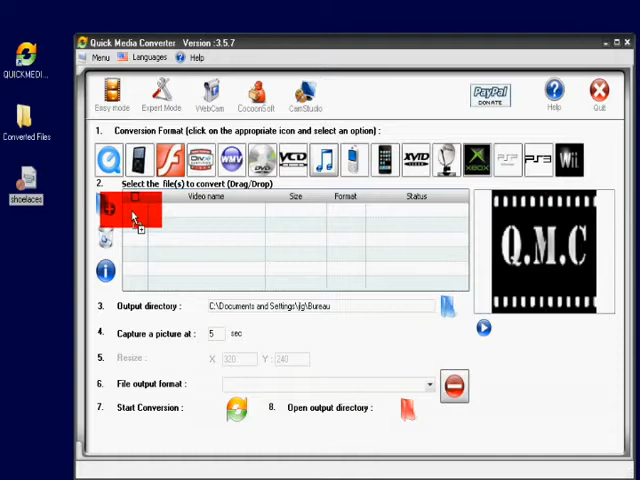 Quick Media Converter  Version :3.5.7
Menu Languages Help
QUICKMEDI...
Converted Files
shoelaces
Easy mode Expert Mode WebCam CocoonSoft CamStudio PayPal DONATE Help Quit
1. Conversion Format (click on the appropriate icon and select an option) :
DivX WMV DVD VCD XVID XBOX PSP PS3 Wii
2. Select the file(s) to convert (Drag/Drop)
Video name Size Format Status
Q.M.C
3. Output directory : C:\Documents and Settings\jlg\Bureau
4. Capture a picture at : 5 sec
5. Resize : X 320 Y : 240
6. File output format :
7. Start Conversion : 8. Open output directory :